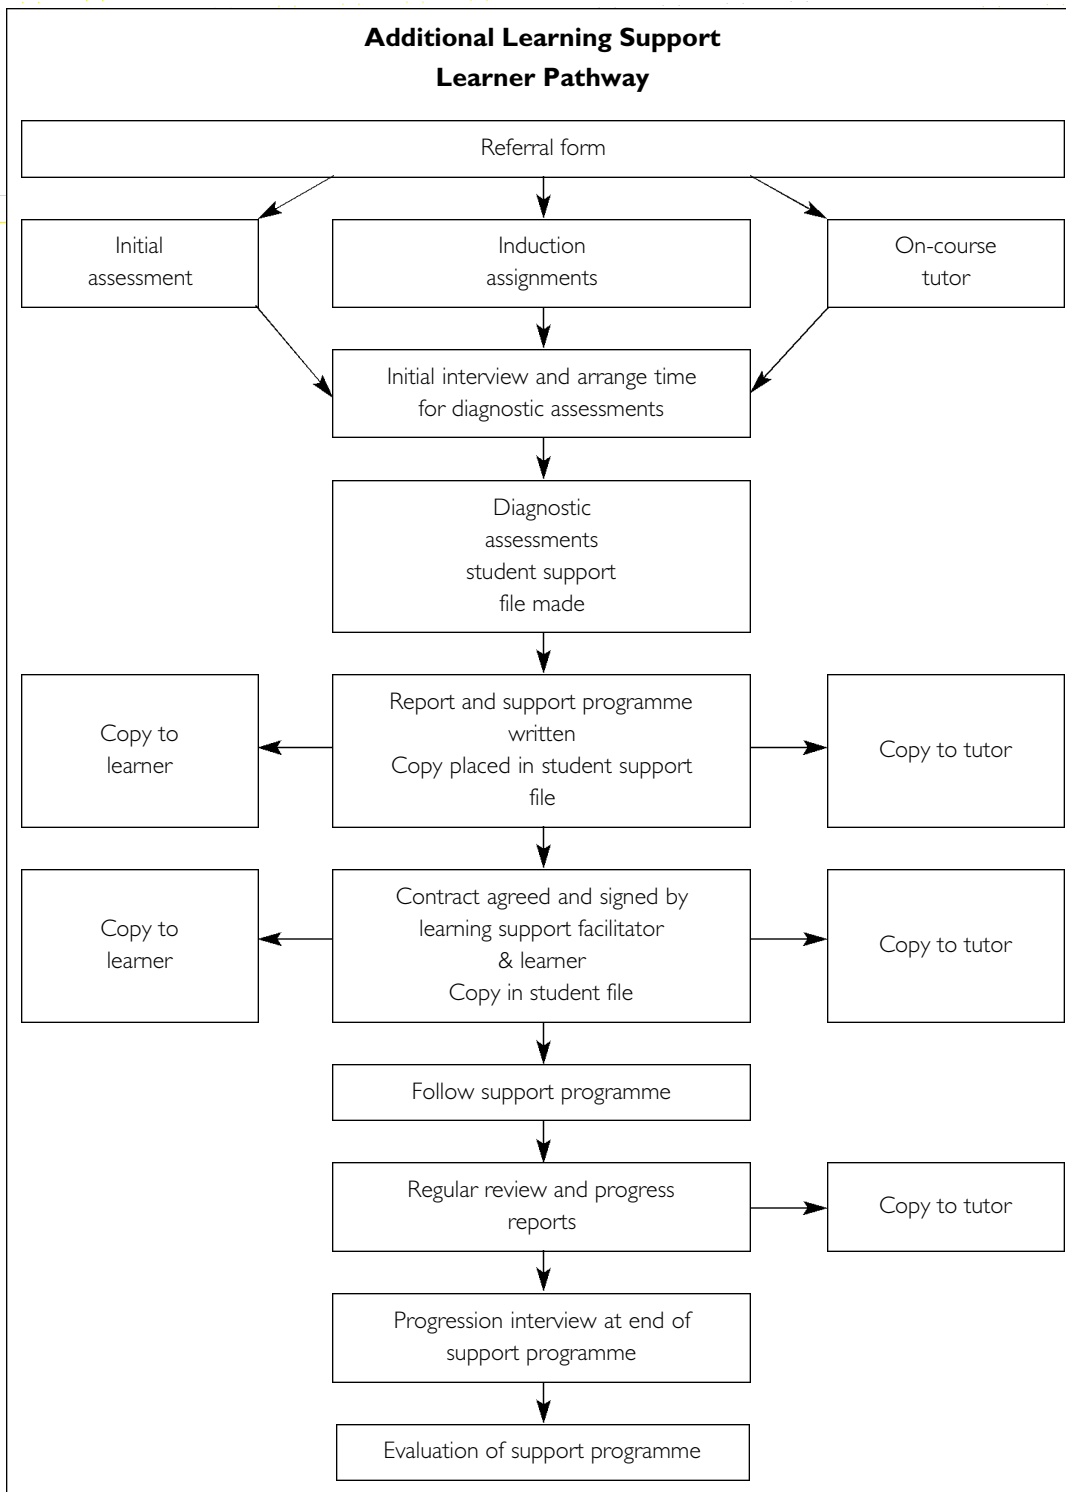 Additional Learning Support
Learner Pathway
Referral form
Initial
assessment
Induction
assignments
On-course
tutor
Initial interview and arrange time
for diagnostic assessments
Diagnostic
assessments
student support
file made
Copy to
learner
Report and support programme
written
Copy placed in student support
file
Copy to tutor
Copy to
learner
Contract agreed and signed by
learning support facilitator
& learner
Copy in student file
Copy to tutor
Follow support programme
Regular review and progress
reports
Copy to tutor
Progression interview at end of
support programme
Evaluation of support programme